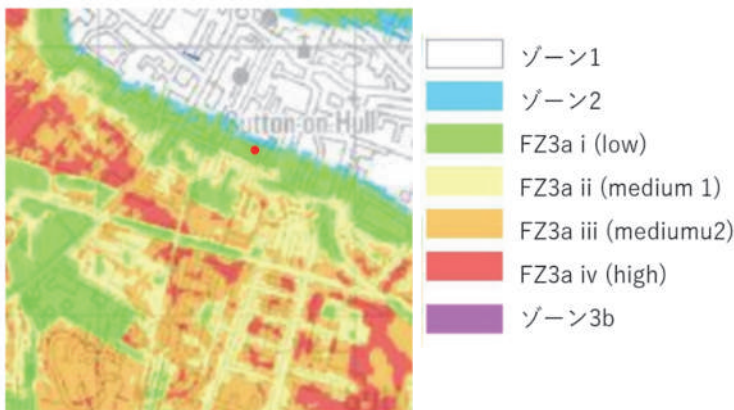 Sutton-on-Hull
ゾーン1
ゾーン2
FZ3a i (low)
FZ3a ii (medium 1)
FZ3a iii (mediumu2)
FZ3a iv (high)
ゾーン3b